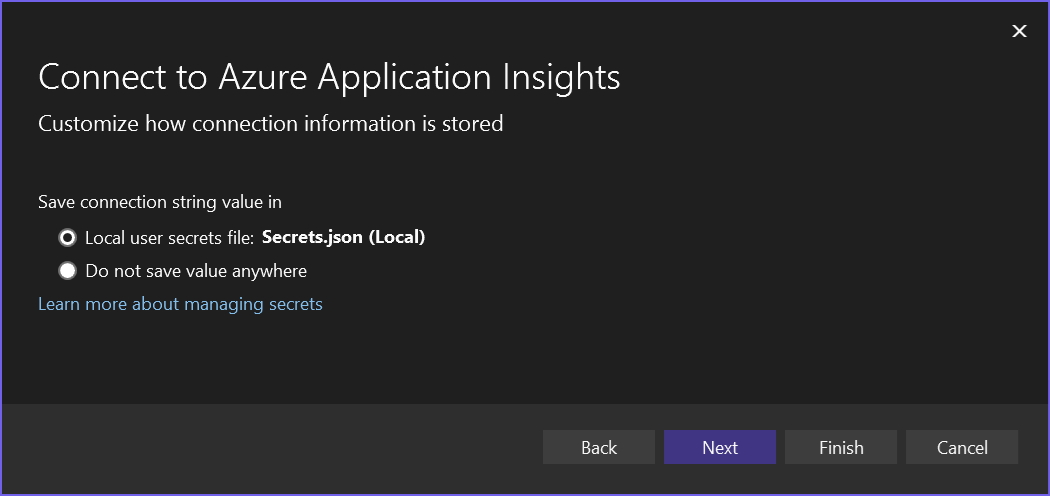 Connect to Azure Application Insights
Customize how connection information is stored
Save connection string value in
Local user secrets file: Secrets.json (Local)
Do not save value anywhere
Learn more about managing secrets
Back Next Finish Cancel